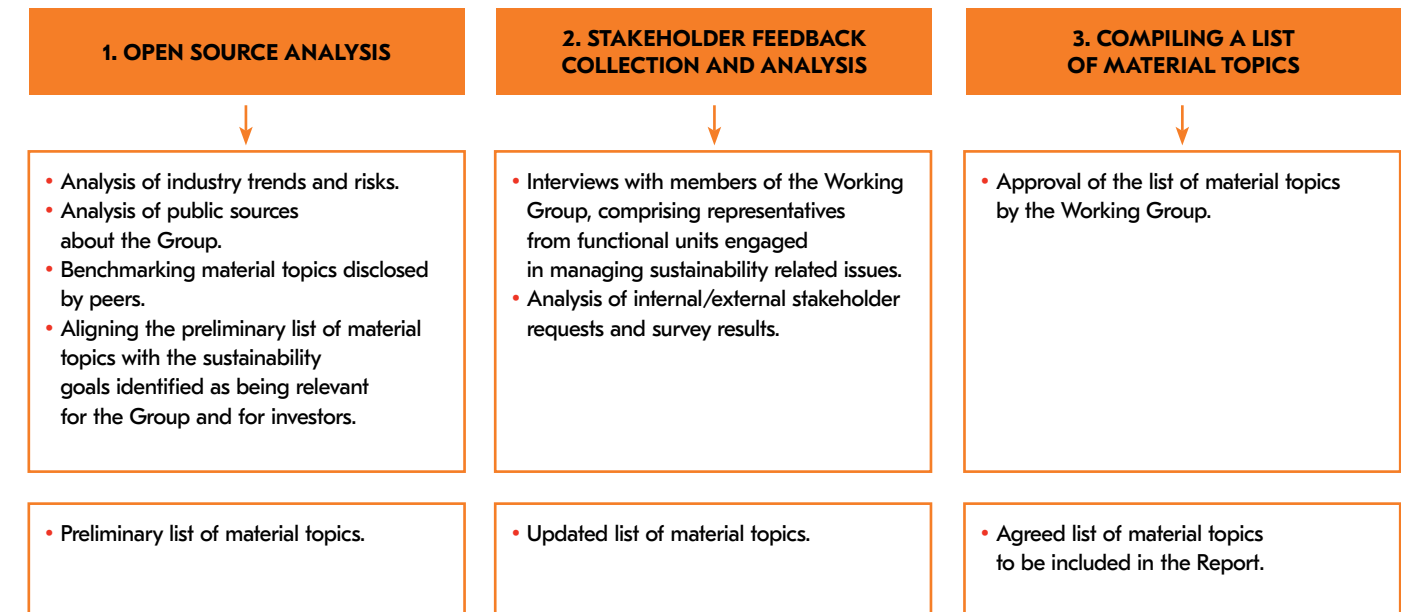 1. OPEN SOURCE ANALYSIS
• Analysis of industry trends and risks.
• Analysis of public sources
about the Group.
• Benchmarking material topics disclosed
by peers.
• Aligning the preliminary list of material
topics with the sustainability
goals identified as being relevant
for the Group and for investors.
• Preliminary list of material topics.
2. STAKEHOLDER FEEDBACK
COLLECTION AND ANALYSIS
• Interviews with members of the Working
Group, comprising representatives
from functional units engaged
in managing sustainability related issues.
• Analysis of internal/external stakeholder
requests and survey results.
• Updated list of material topics.
3. COMPILING A LIST
OF MATERIAL TOPICS
• Approval of the list of material topics
by the Working Group.
• Agreed list of material topics
to be included in the Report.